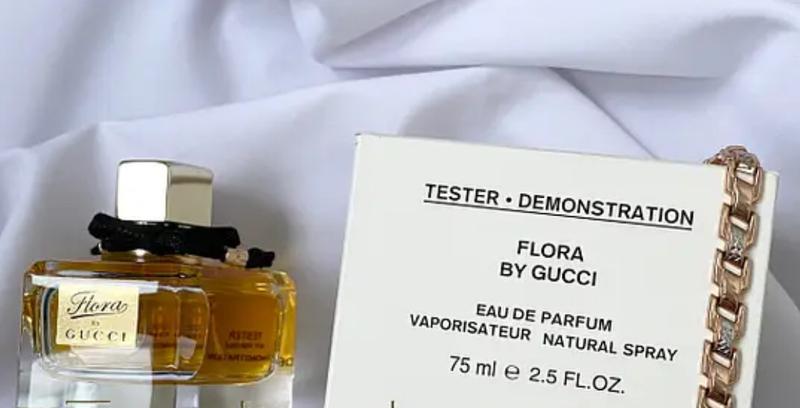 Flora
by
GUCCI
TESTER • DEMONSTRATION
FLORA
BY GUCCI
EAU DE PARFUM
VAPORISATEUR NATURAL SPRAY
75 ml ℮ 2.5 FL.OZ.